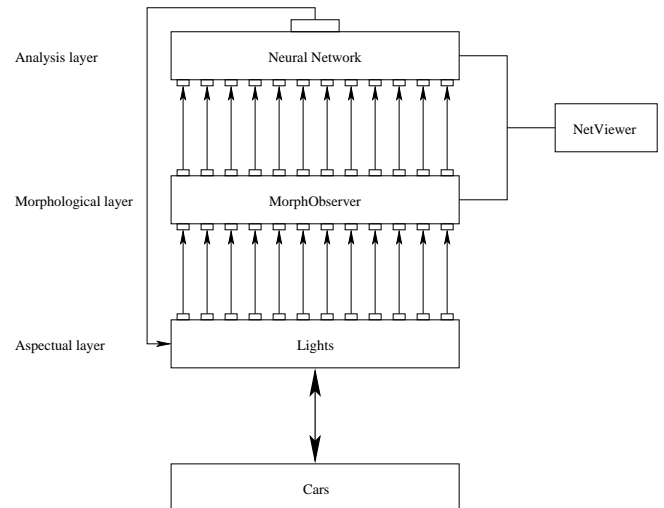 Analysis layer
Neural Network
NetViewer
Morphological layer
MorphObserver
Aspectual layer
Lights
Cars